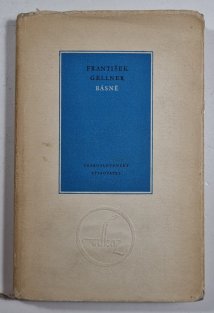 FRANTIŠEK
GELLNER
BÁSNĚ
ČESKOSLOVENSKÝ
SPISOVATEL